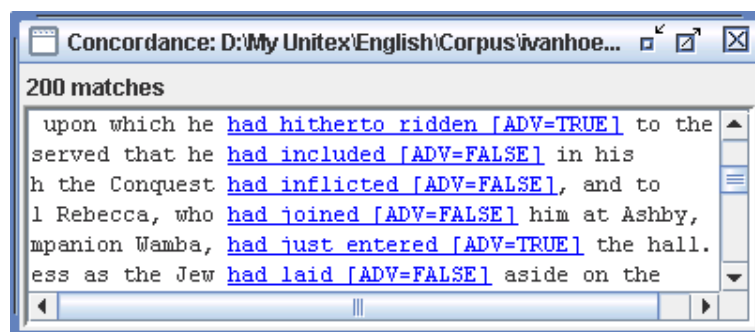 Concordance: D:\My Unitex\English\Corpus\ivanhoe...
200 matches
upon which he had hitherto ridden [ADV=TRUE] to the
served that he had included [ADV=FALSE] in his
h the Conquest had inflicted [ADV=FALSE], and to
l Rebecca, who had joined [ADV=FALSE] him at Ashby,
mpanion Wamba, had just entered [ADV=TRUE] the hall.
ess as the Jew had laid [ADV=FALSE] aside on the